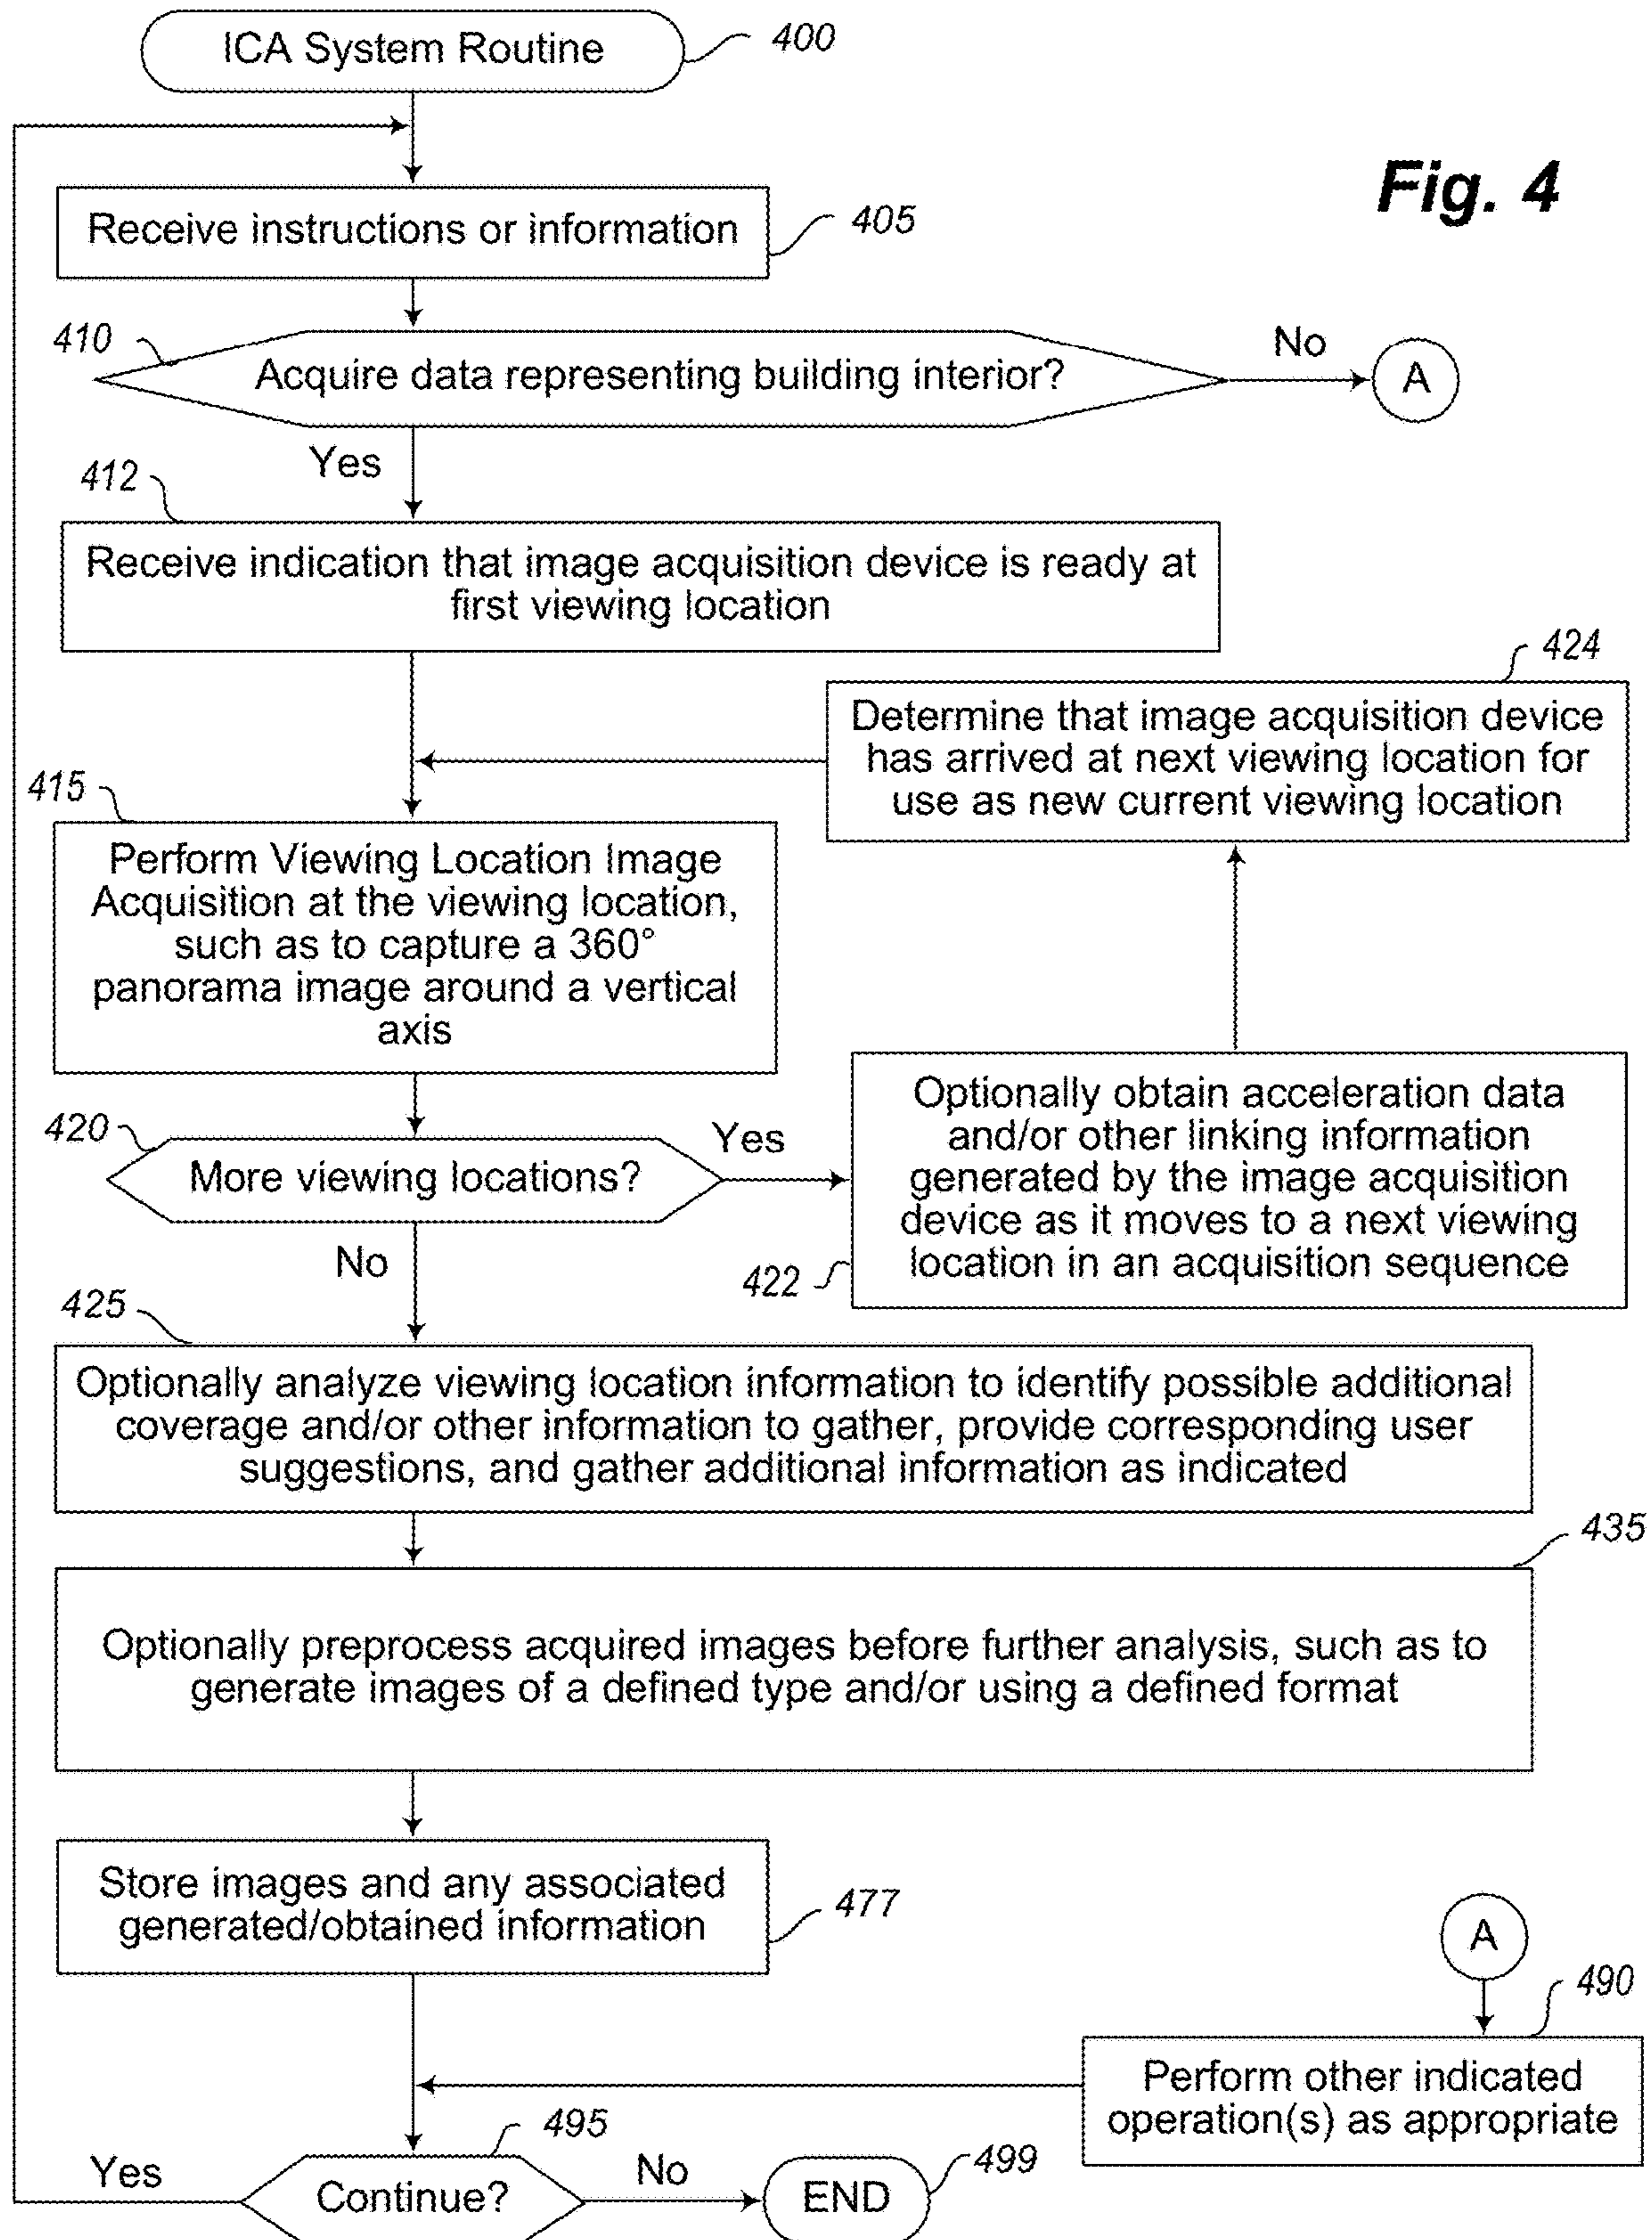 ICA System Routine
400
Fig. 4
Receive instructions or information
405
410
Acquire data representing building interior?
No
A
Yes
412
Receive indication that image acquisition device is ready at
first viewing location
424
Determine that image acquisition device
has arrived at next viewing location for
use as new current viewing location
415
Perform Viewing Location Image
Acquisition at the viewing location,
such as to capture a 360°
panorama image around a vertical
axis
420
More viewing locations?
Yes
Optionally obtain acceleration data
and/or other linking information
generated by the image acquisition
device as it moves to a next viewing
location in an acquisition sequence
422
No
425
Optionally analyze viewing location information to identify possible additional
coverage and/or other information to gather, provide corresponding user
suggestions, and gather additional information as indicated
435
Optionally preprocess acquired images before further analysis, such as to
generate images of a defined type and/or using a defined format
Store images and any associated
generated/obtained information
477
A
490
Perform other indicated
operation(s) as appropriate
495
Continue?
Yes
No
END
499